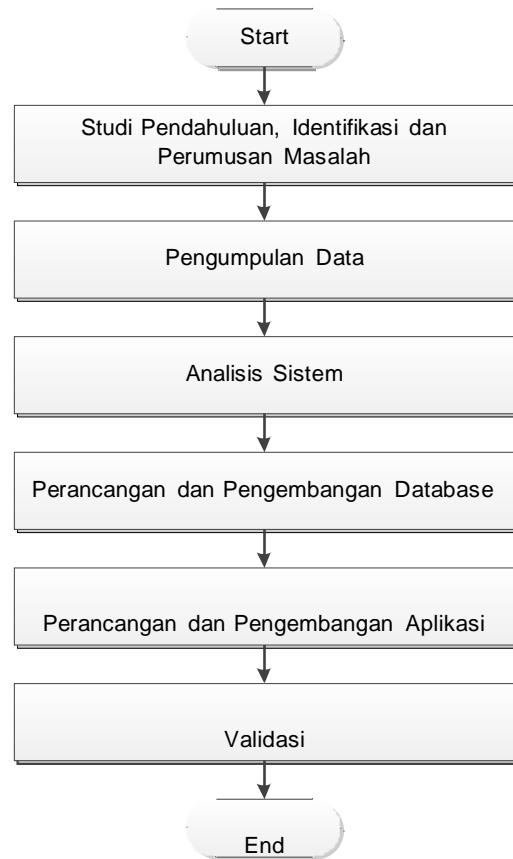 Start
Studi Pendahuluan, Identifikasi dan
Perumusan Masalah
Pengumpulan Data
Analisis Sistem
Perancangan dan Pengembangan Database
Perancangan dan Pengembangan Aplikasi
Validasi
End